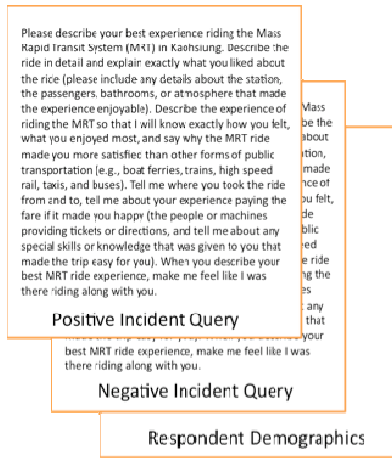 Please describe your best experience riding the Mass
Rapid Transit System (MRT) in Kaohsiung. Describe the
ride in detail and explain exactly what you liked about
the ride (please include any details about the station,
the passengers, bathrooms, or atmosphere that made
the experience enjoyable). Describe the experience of
riding the MRT so that I will know exactly how you felt,
what you enjoyed most, and say why the MRT ride
made you more satisfied than other forms of public
transportation (e.g., boat ferries, trains, high speed
rail, taxis, and buses). Tell me where you took the ride
from and to, tell me about your experience paying the
fare if it made you happy (the people or machines
providing tickets or directions, and tell me about any
special skills or knowledge that was given to you that
made the trip easy for you). When you describe your
best MRT ride experience, make me feel like I was
there riding along with you.
Positive Incident Query
Mass
be the
about
tion,
made
nce of
ou felt,
de
blic
ed
e ride
ng the
es
any
that
your
best MRT ride experience, make me feel like I was
there riding along with you.
Negative Incident Query
Respondent Demographics